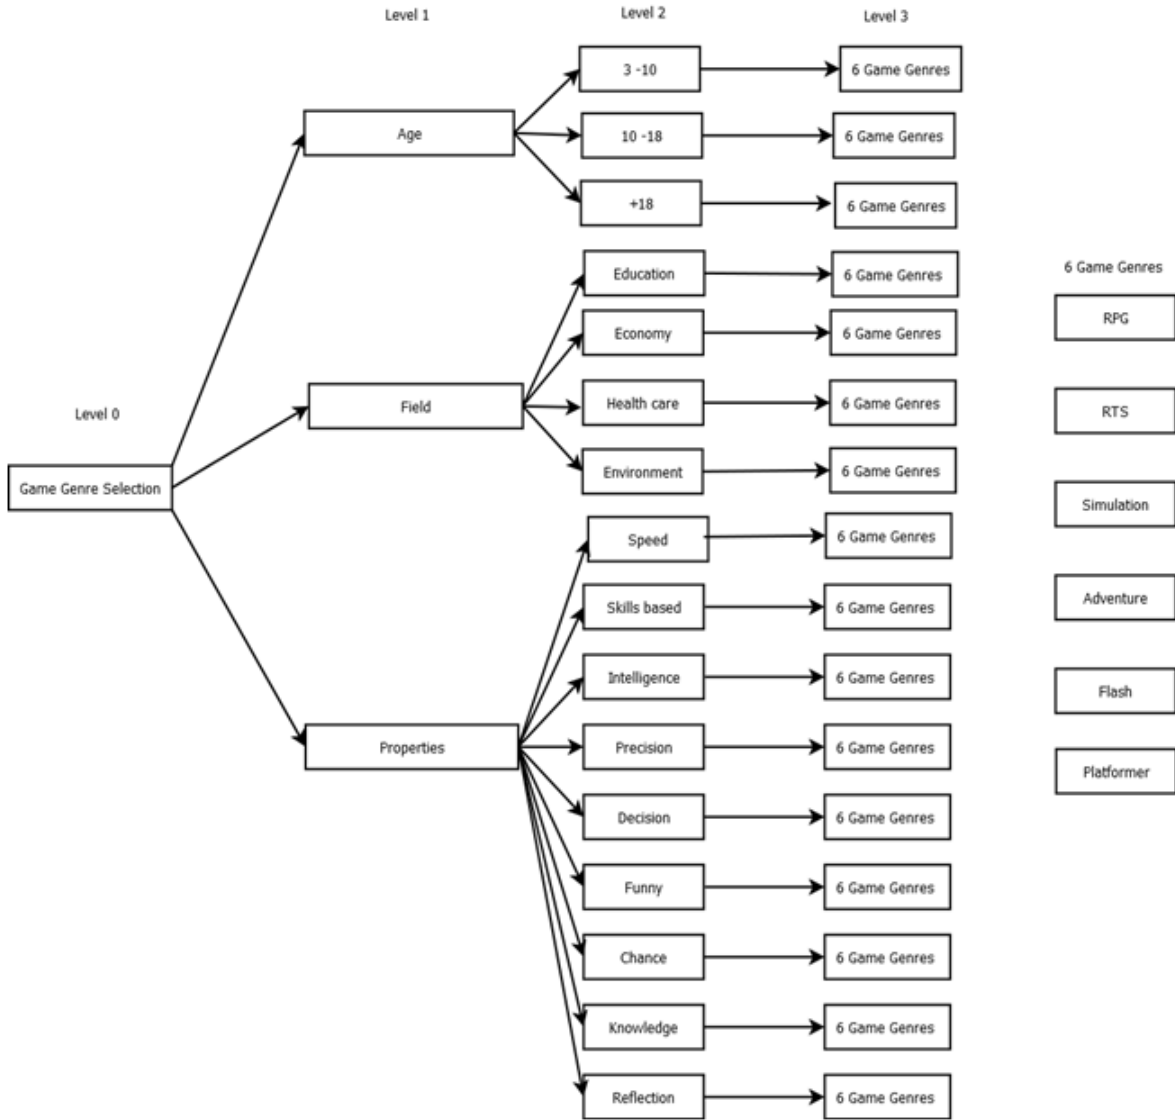 Level 1
Level 2
Level 3
3 -10
6 Game Genres
Age
10 -18
6 Game Genres
+18
6 Game Genres
Education
6 Game Genres
6 Game Genres
RPG
Economy
6 Game Genres
Level 0
Field
Health care
6 Game Genres
RTS
Game Genre Selection
Environment
6 Game Genres
Simulation
Speed
6 Game Genres
Skills based
6 Game Genres
Adventure
Intelligence
6 Game Genres
Flash
Properties
Precision
6 Game Genres
Platformer
Decision
6 Game Genres
Funny
6 Game Genres
Chance
6 Game Genres
Knowledge
6 Game Genres
Reflection
6 Game Genres